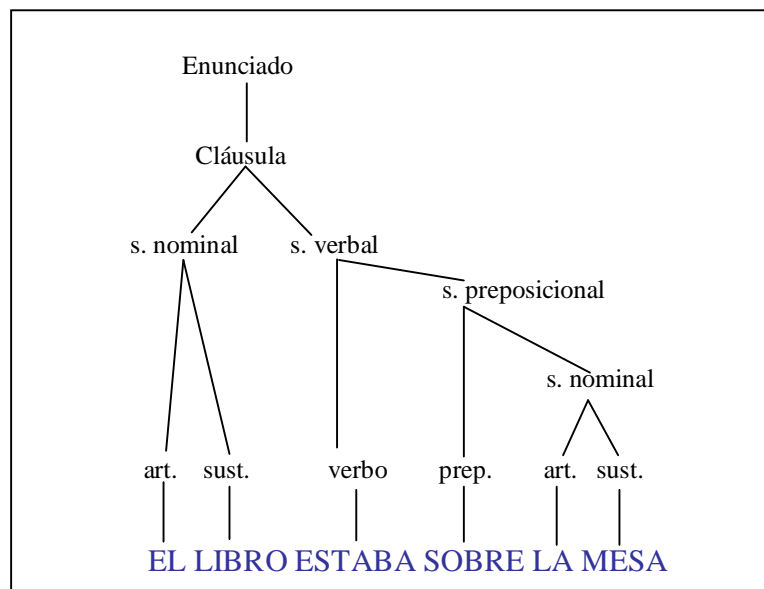 Enunciado
Cláusula
s. nominal s. verbal
s. preposicional
s. nominal
art. sust. verbo prep. art. sust.
EL LIBRO ESTABA SOBRE LA MESA